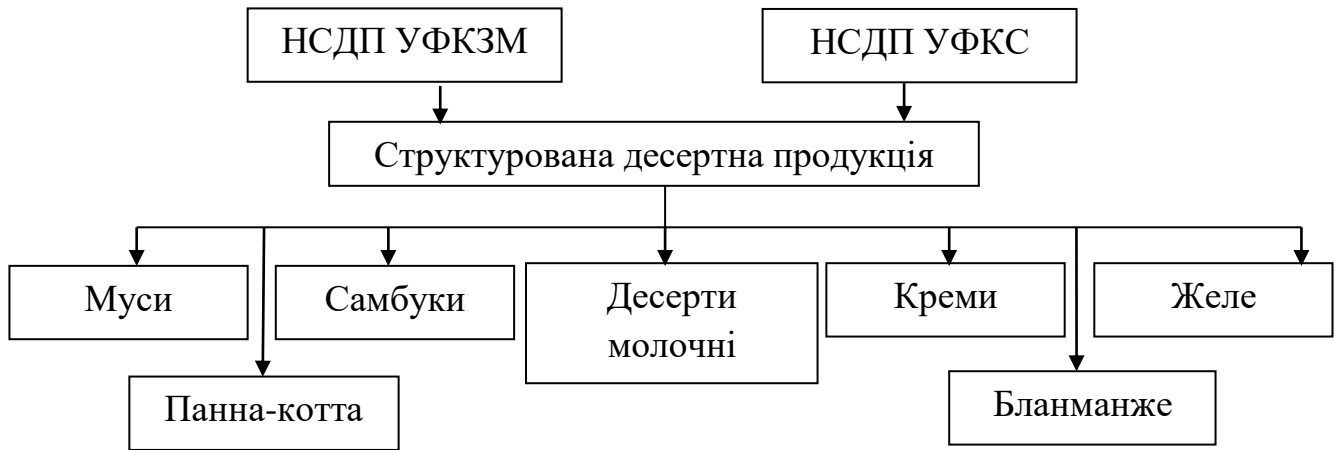 НСДП УФКЗМ
НСДП УФКС
Структурована десертна продукція
Муси
Самбуки
Десерти
молочні
Креми
Желе
Панна-котта
Бланманже